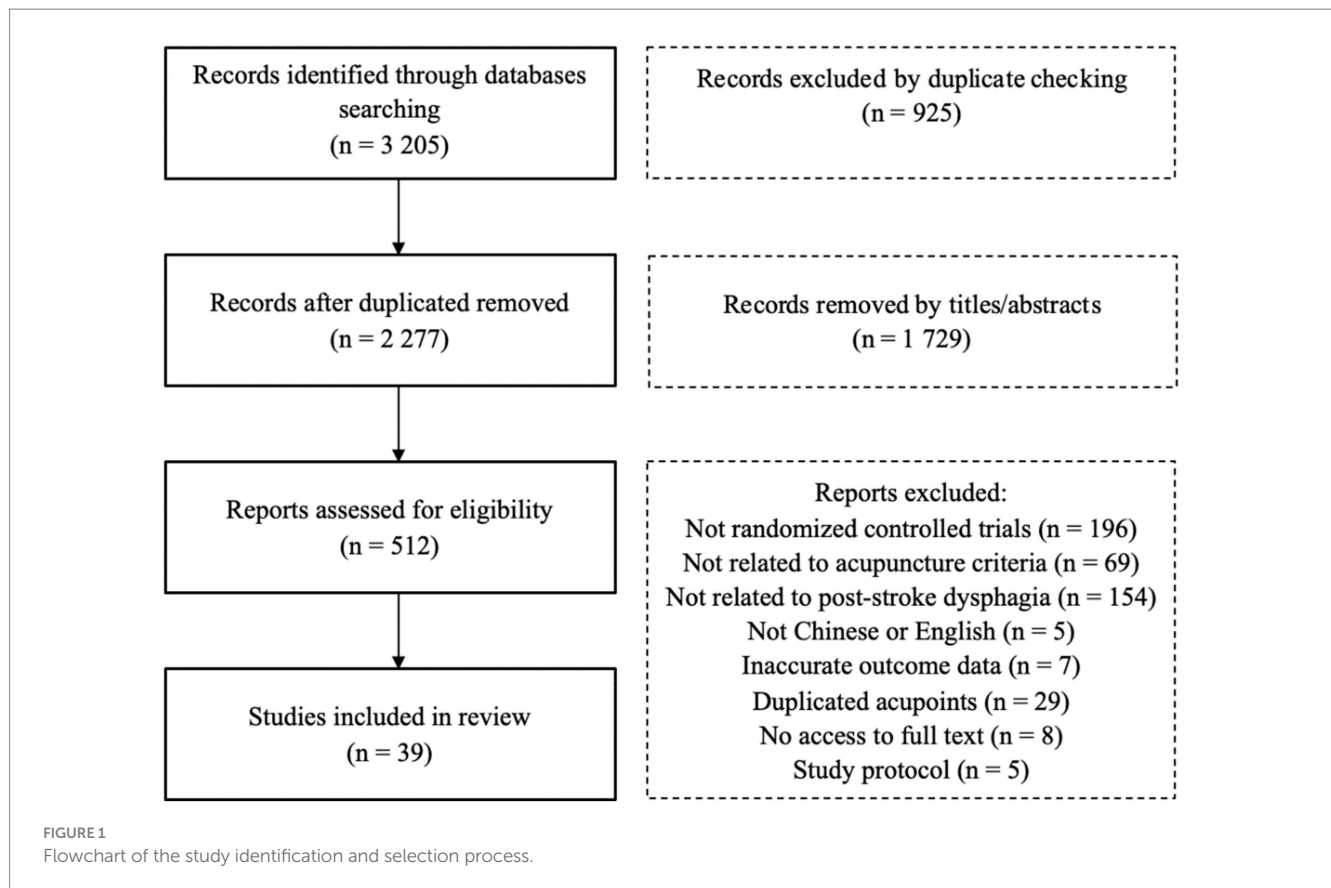 Records identified through databases
searching
(n = 3 205)
Records excluded by duplicate checking
(n = 925)
Records after duplicated removed
(n = 2 277)
Records removed by titles/abstracts
(n = 1 729)
Reports assessed for eligibility
(n = 512)
Reports excluded:
Not randomized controlled trials (n = 196)
Not related to acupuncture criteria (n = 69)
Not related to post-stroke dysphagia (n = 154)
Not Chinese or English (n = 5)
Inaccurate outcome data (n = 7)
Duplicated acupoints (n = 29)
No access to full text (n = 8)
Study protocol (n = 5)
Studies included in review
(n = 39)
FIGURE 1
Flowchart of the study identification and selection process.